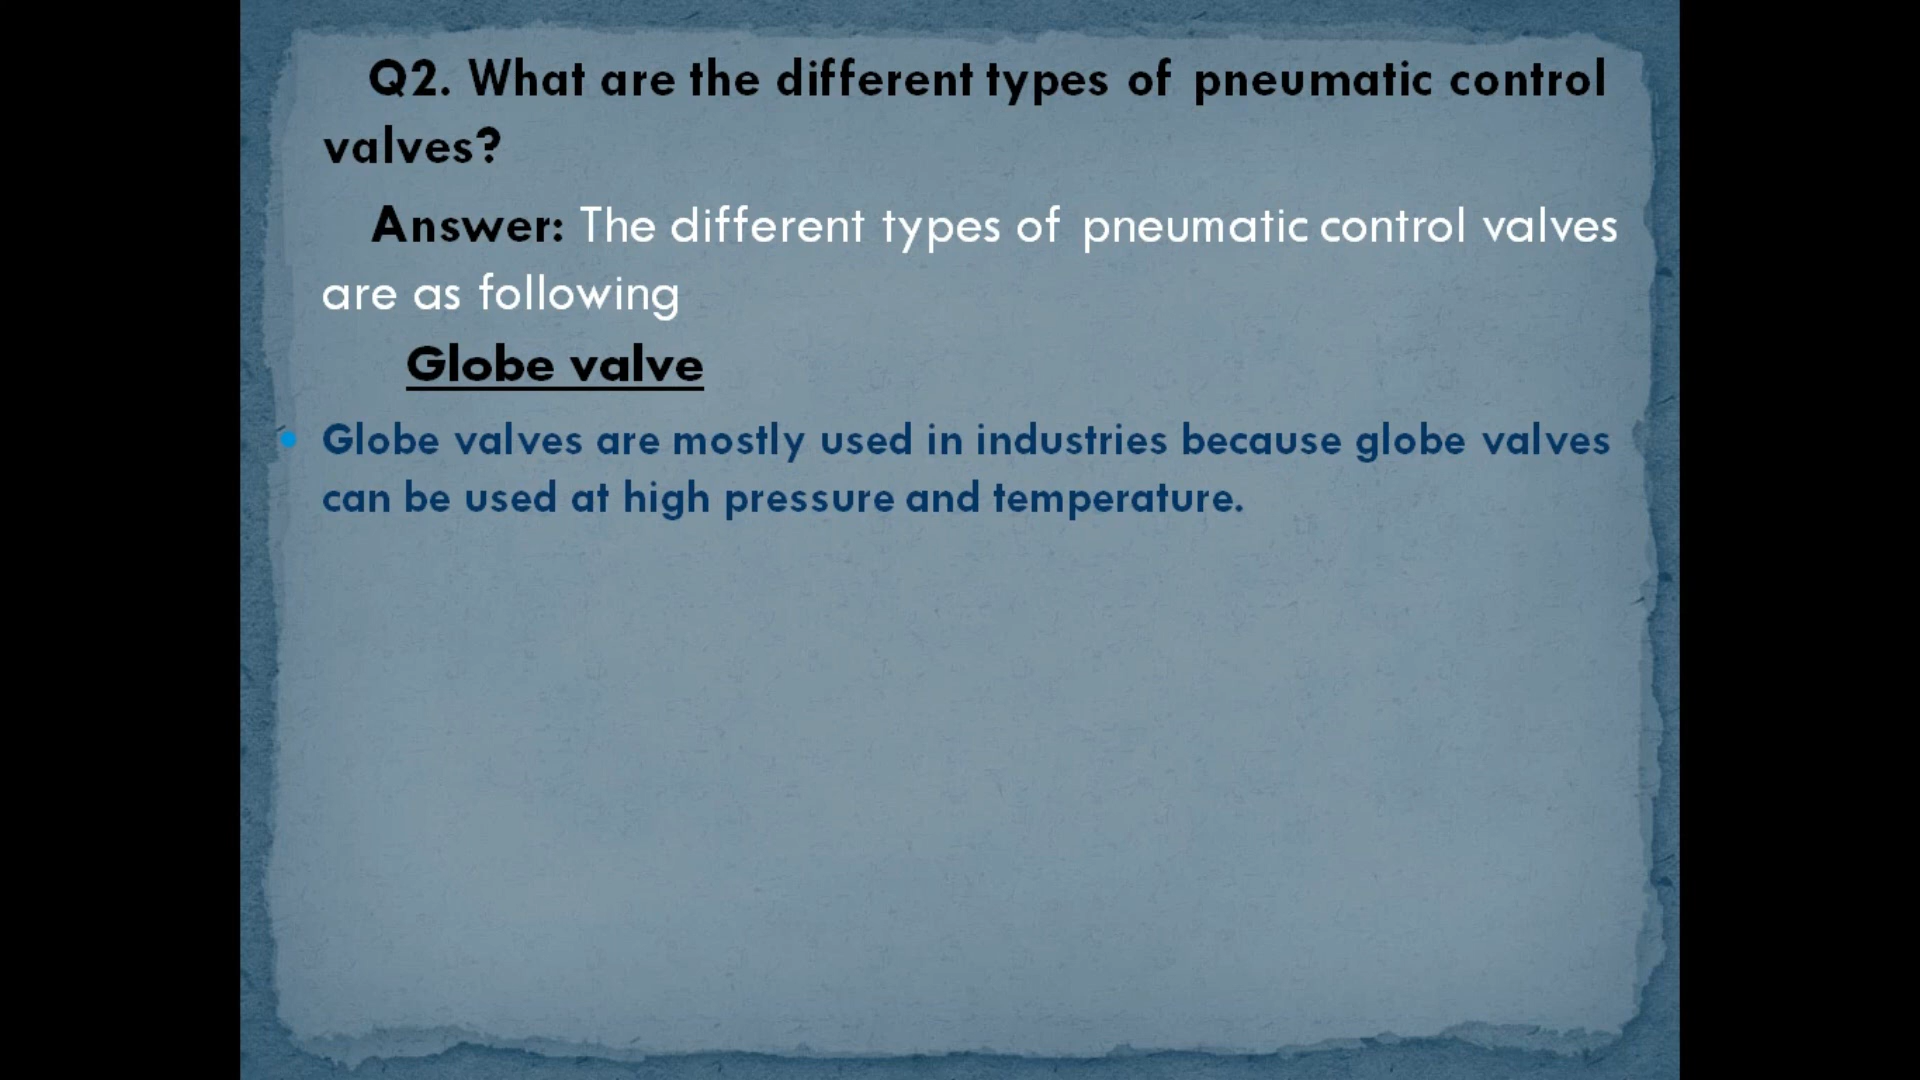 Q2. What are the different types of pneumatic control
valves?
Answer: The different types of pneumatic control valves
are as following
Globe valve
• Globe valves are mostly used in industries because globe valves
can be used at high pressure and temperature.